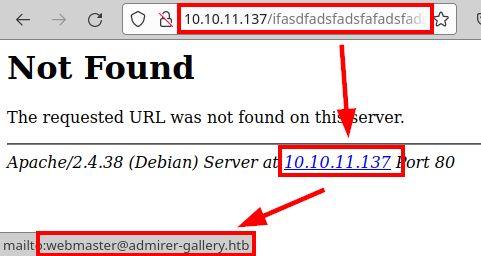 10.10.11.137/ifasdfadsfadsfafadsfads
Not Found
The requested URL was not found on this server.
Apache/2.4.38 (Debian) Server at 10.10.11.137 Port 80
mailto:webmaster@admirer-gallery.htb